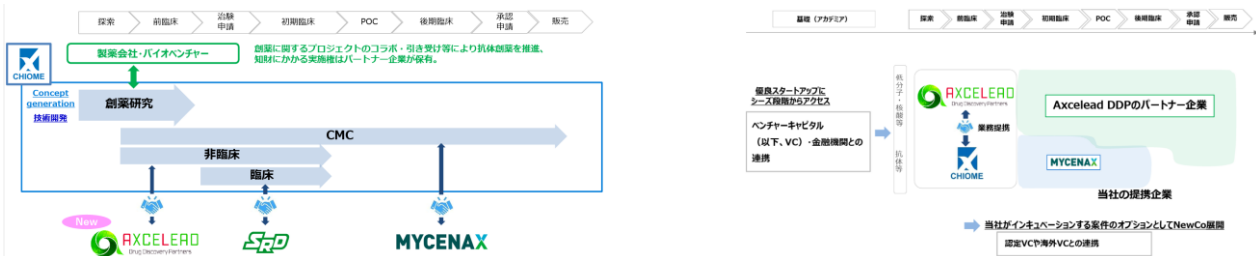 探索
前臨床
治験
申請
初期臨床
POC
後期臨床
承認
申請
販売
製薬会社・バイオベンチャー
創薬に関するプロジェクトのコラボ・引き受け等により抗体創薬を推進、
知財にかかる実施権はパートナー企業が保有。
CHIOME
Concept
generation
技術開発
創薬研究
CMC
非臨床
臨床
New
AXCELEAD
Drug Discovery Partners
SRD
MYCENAX
基礎（アカデミア）
探索
前臨床
治験
申請
初期臨床
POC
後期臨床
承認
申請
販売
優良スタートアップに
シーズ段階からアクセス
ベンチャーキャピタル
（以下、VC）・金融機関との
連携
低分子・核酸等
抗体等
AXCELEAD
Drug Discovery Partners
業務提携
CHIOME
Axcelead DDPのパートナー企業
MYCENAX
当社の提携企業
当社がインキュベーションする案件のオプションとしてNewCo展開
認定VCや海外VCとの連携